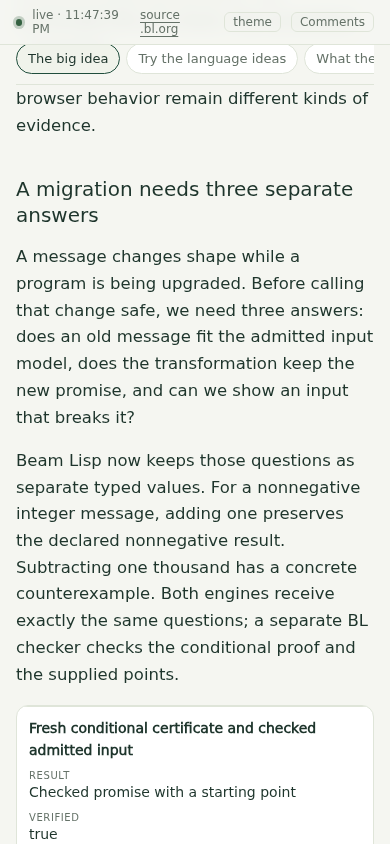 live · 11:47:39 PM
source .bl.org
theme
Comments
The big idea
Try the language ideas
What the
browser behavior remain different kinds of
evidence.
A migration needs three separate
answers
A message changes shape while a
program is being upgraded. Before calling
that change safe, we need three answers:
does an old message fit the admitted input
model, does the transformation keep the
new promise, and can we show an input
that breaks it?
Beam Lisp now keeps those questions as
separate typed values. For a nonnegative
integer message, adding one preserves
the declared nonnegative result.
Subtracting one thousand has a concrete
counterexample. Both engines receive
exactly the same questions; a separate BL
checker checks the conditional proof and
the supplied points.
Fresh conditional certificate and checked
admitted input
RESULT
Checked promise with a starting point
VERIFIED
true